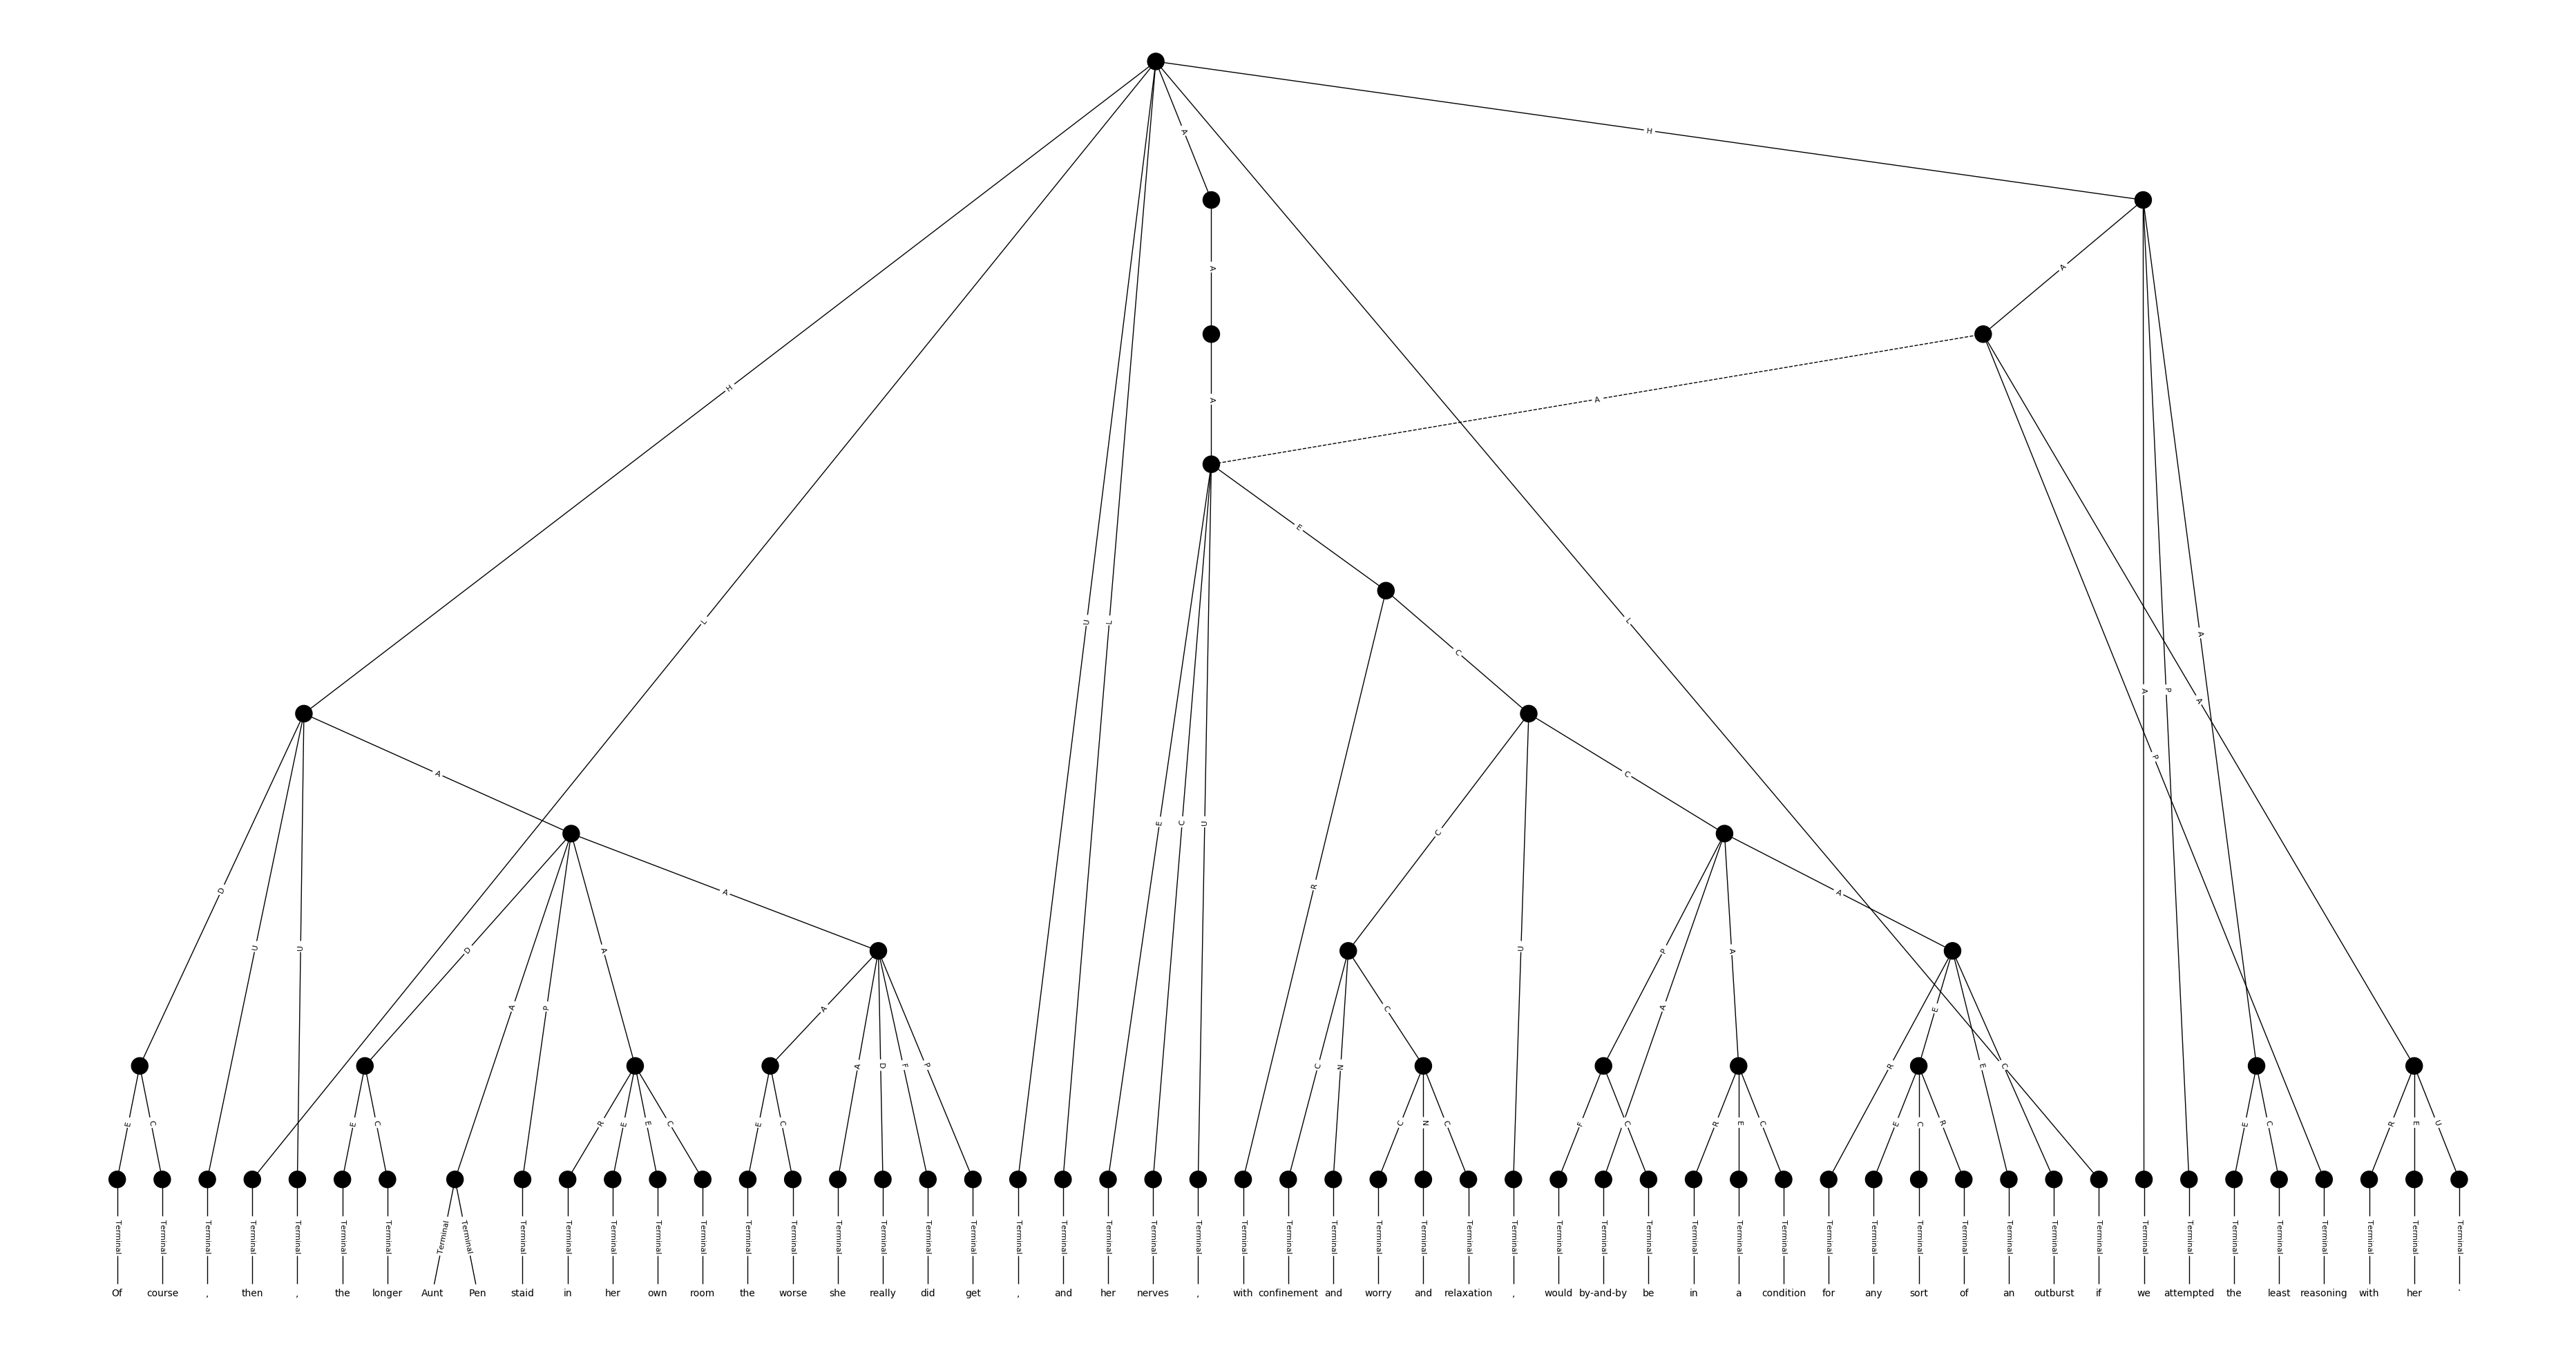 A
H
A
A
H
A
A
E
U
L
L
L
C
A
P
A
A
A
P
C
C
E
C
U
R
A
D
U
U
D
A
P
A
A
A
D
F
P
C
N
C
U
P
A
A
A
R
E
E
C
E
C
E
C
R
E
E
C
E
C
C
N
C
F
C
R
E
C
E
C
R
E
C
R
E
U
Terminal Terminal Terminal Terminal Terminal Terminal Terminal Terminal Terminal Terminal Terminal Terminal Terminal Terminal Terminal Terminal Terminal Terminal Terminal Terminal Terminal Terminal Terminal Terminal Terminal Terminal Terminal Terminal Terminal Terminal Terminal Terminal Terminal Terminal Terminal Terminal Terminal Terminal Terminal Terminal Terminal Terminal Terminal Terminal Terminal Terminal Terminal Terminal Terminal Terminal Terminal Terminal Terminal
Of course , then , the longer Aunt Pen staid in her own room the worse she really did get , and her nerves , with confinement and worry and relaxation , would by-and-by be in a condition for any sort of an outburst if we attempted the least reasoning with her .